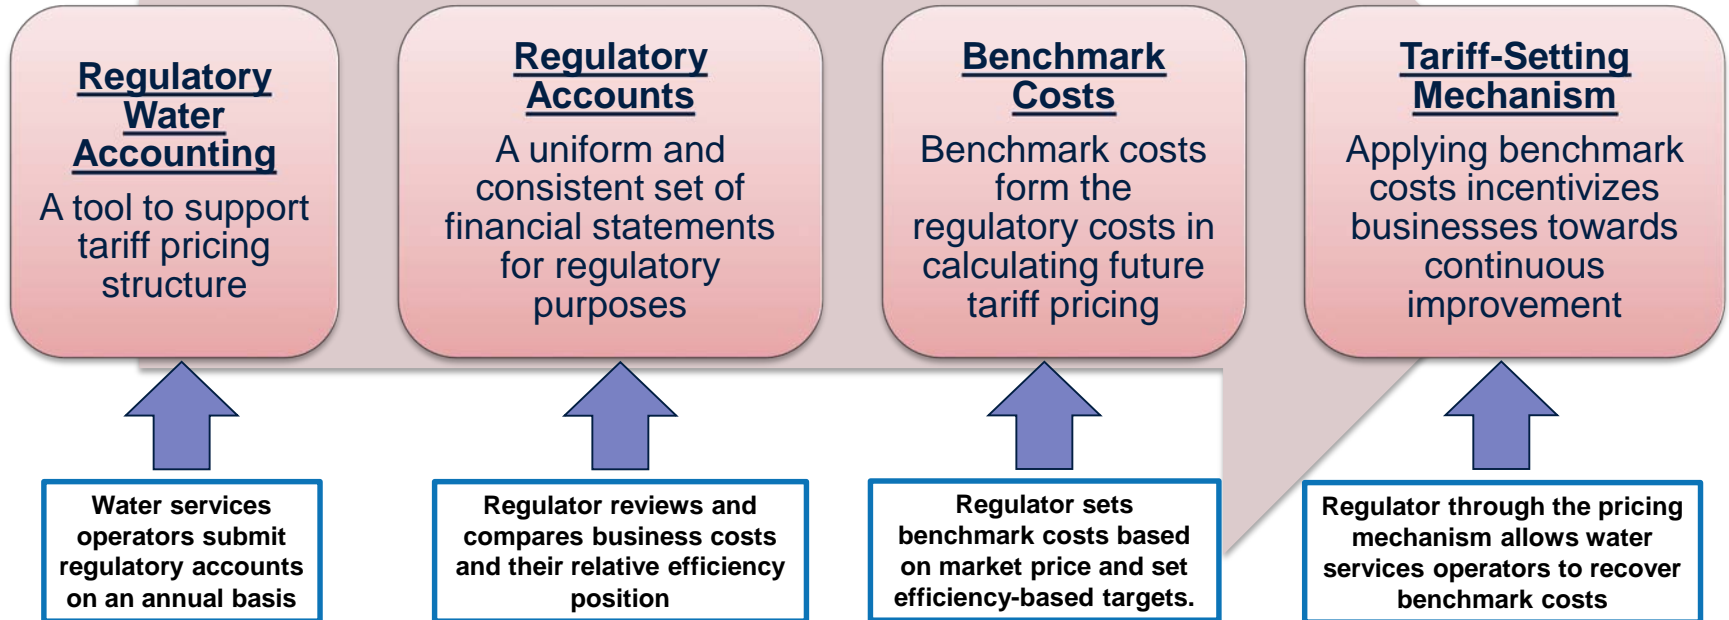 Regulatory
Water
Accounting
A tool to support
tariff pricing
structure
Regulatory
Accounts
A uniform and
consistent set of
financial statements
for regulatory
purposes
Benchmark
Costs
Benchmark costs
form the
regulatory costs in
calculating future
tariff pricing
Tariff-Setting
Mechanism
Applying benchmark
costs incentivizes
businesses towards
continuous
improvement
Water services
operators submit
regulatory accounts
on an annual basis
Regulator reviews and
compares business costs
and their relative efficiency
position
Regulator sets
benchmark costs based
on market price and set
efficiency-based targets.
Regulator through the pricing
mechanism allows water
services operators to recover
benchmark costs